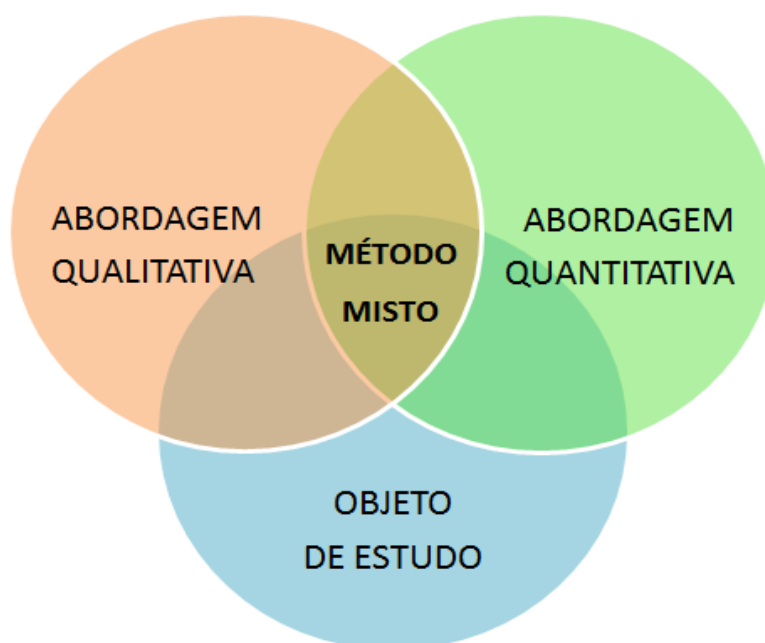 ABORDAGEM
QUALITATIVA
ABORDAGEM
QUANTITATIVA
MÉTODO
MISTO
OBJETO
DE ESTUDO